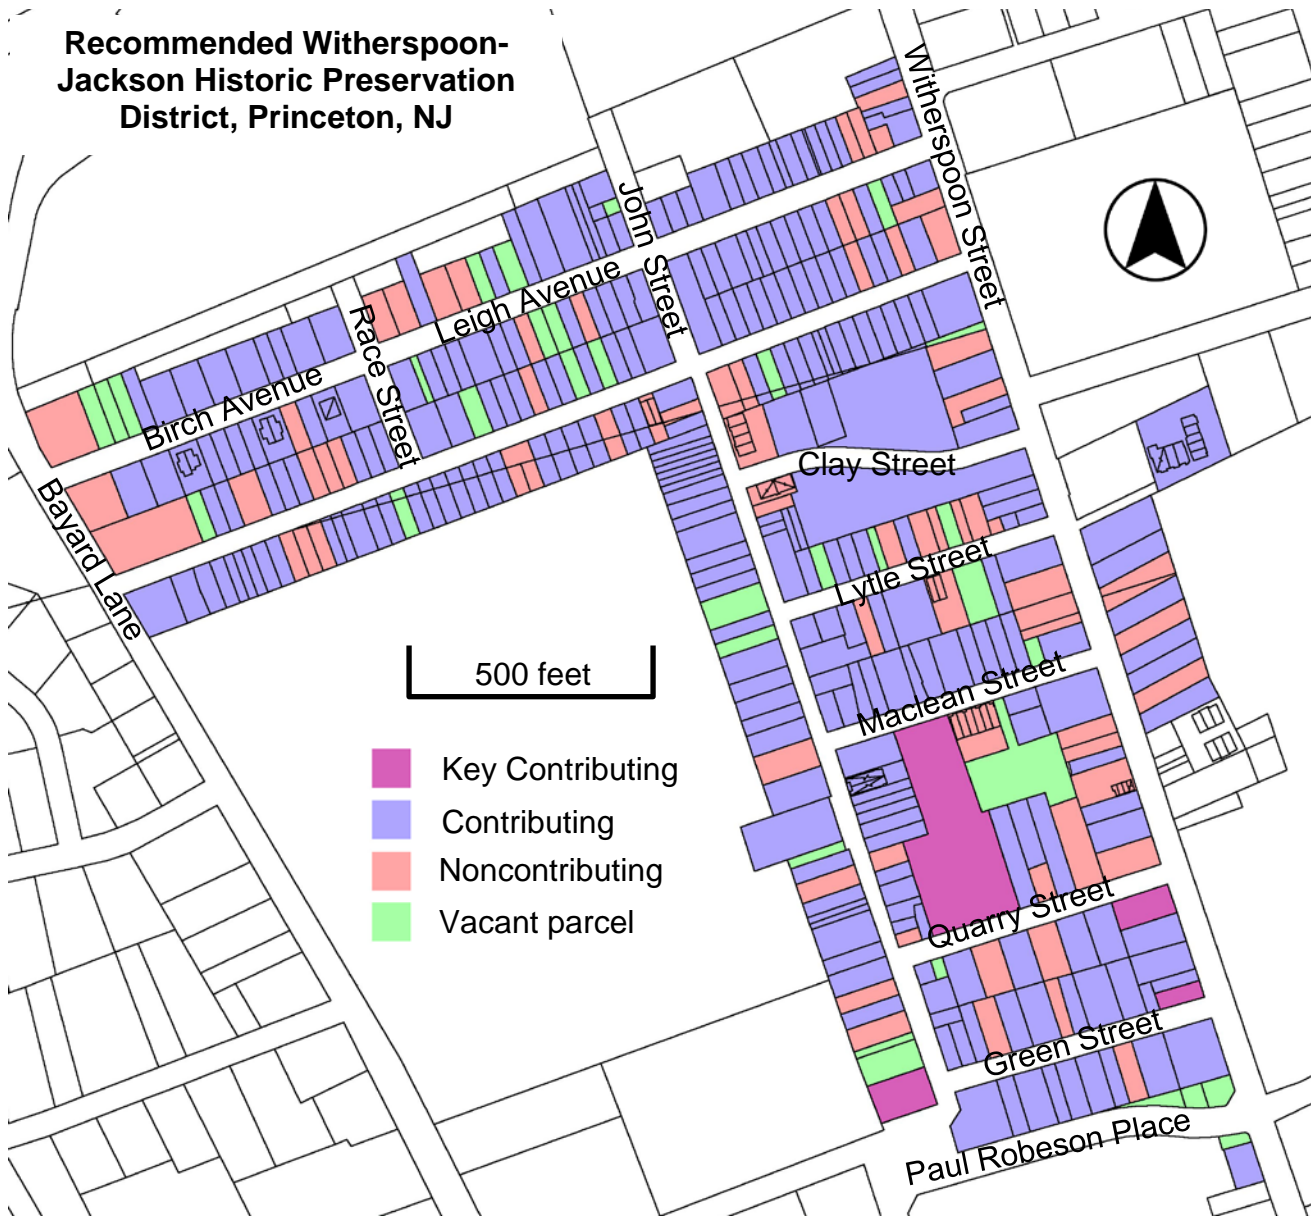 Recommended Witherspoon-
Jackson Historic Preservation
District, Princeton, NJ
Witherspoon Street
John Street
Leigh Avenue
Race Street
Birch Avenue
Clay Street
Bayard Lane
Lytle Street
500 feet
Maclean Street
Key Contributing
Contributing
Noncontributing
Vacant parcel
Quarry Street
Green Street
Paul Robeson Place